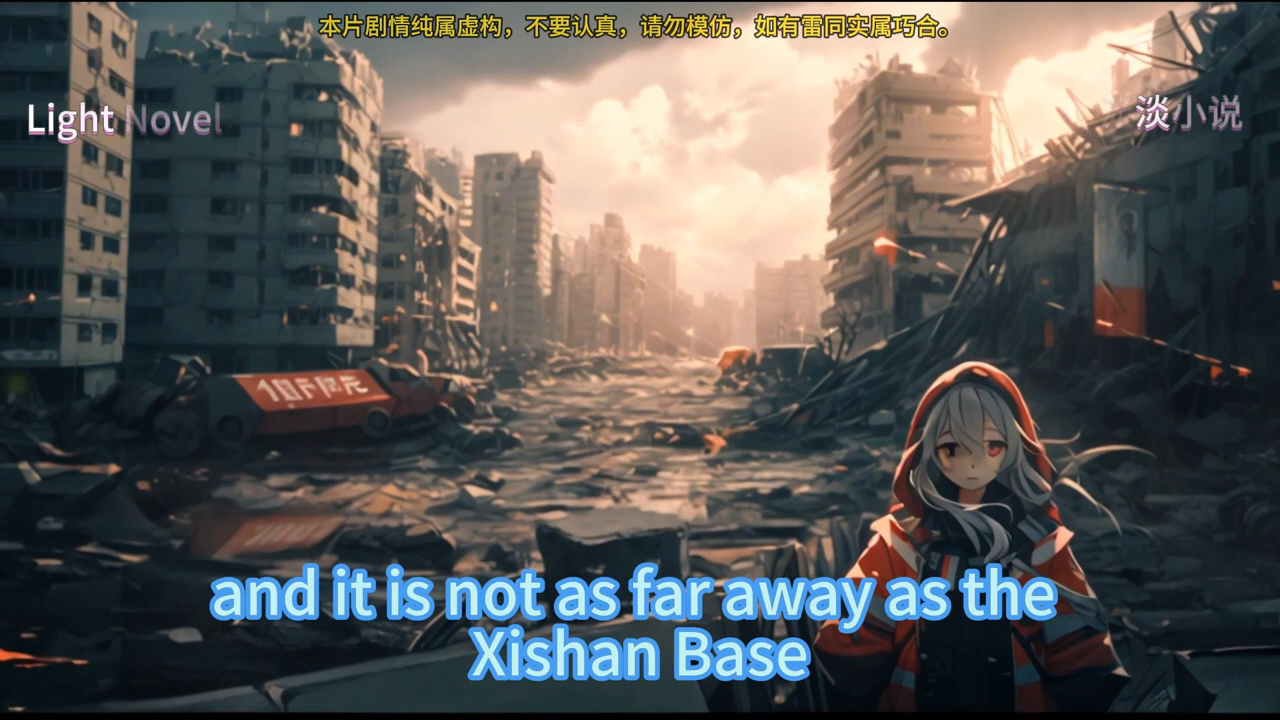 本片剧情纯属虚构，不要认真，请勿模仿，如有雷同实属巧合。
Light Novel
淡小说
and it is not as far away as the
Xishan Base